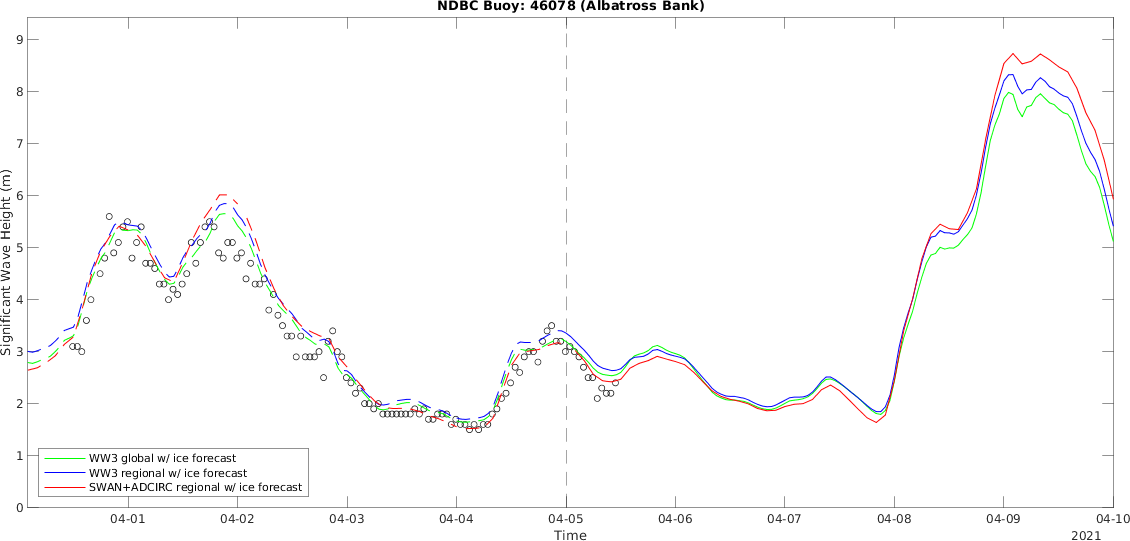 NDBC Buoy: 46078 (Albatross Bank)
Significant Wave Height (m)
9
8
7
6
5
4
3
2
1
0
WW3 global w/ ice forecast
WW3 regional w/ ice forecast
SWAN+ADCIRC regional w/ ice forecast
04-01 04-02 04-03 04-04 04-05 04-06 04-07 04-08 04-09 04-10
Time
2021